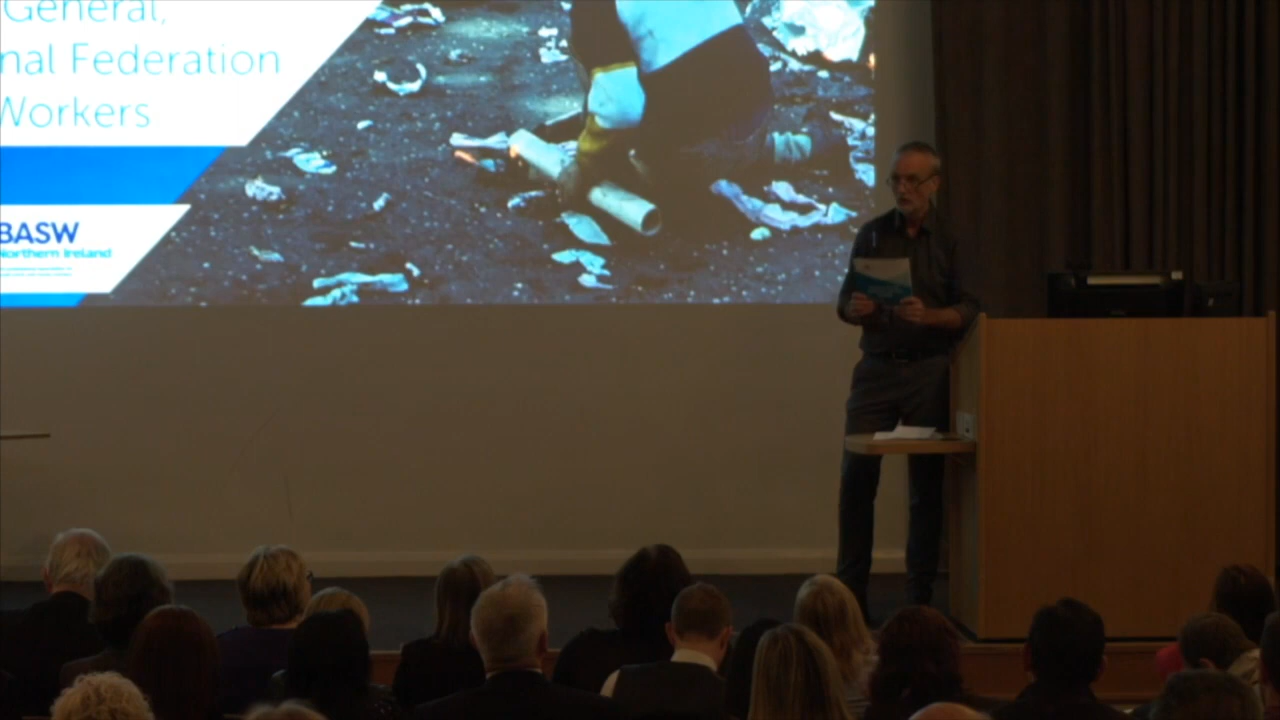 General,
nal Federation
Workers
BASW
Northern Ireland